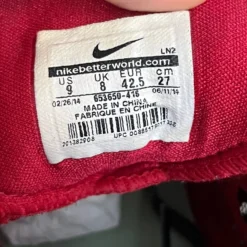 LN2
nikebetterworld.com
US UK EUR cm
9 8 42.5 27
02/26/14 653650-416 06/11/14
MADE IN CHINA
FABRIQUE EN CHINE